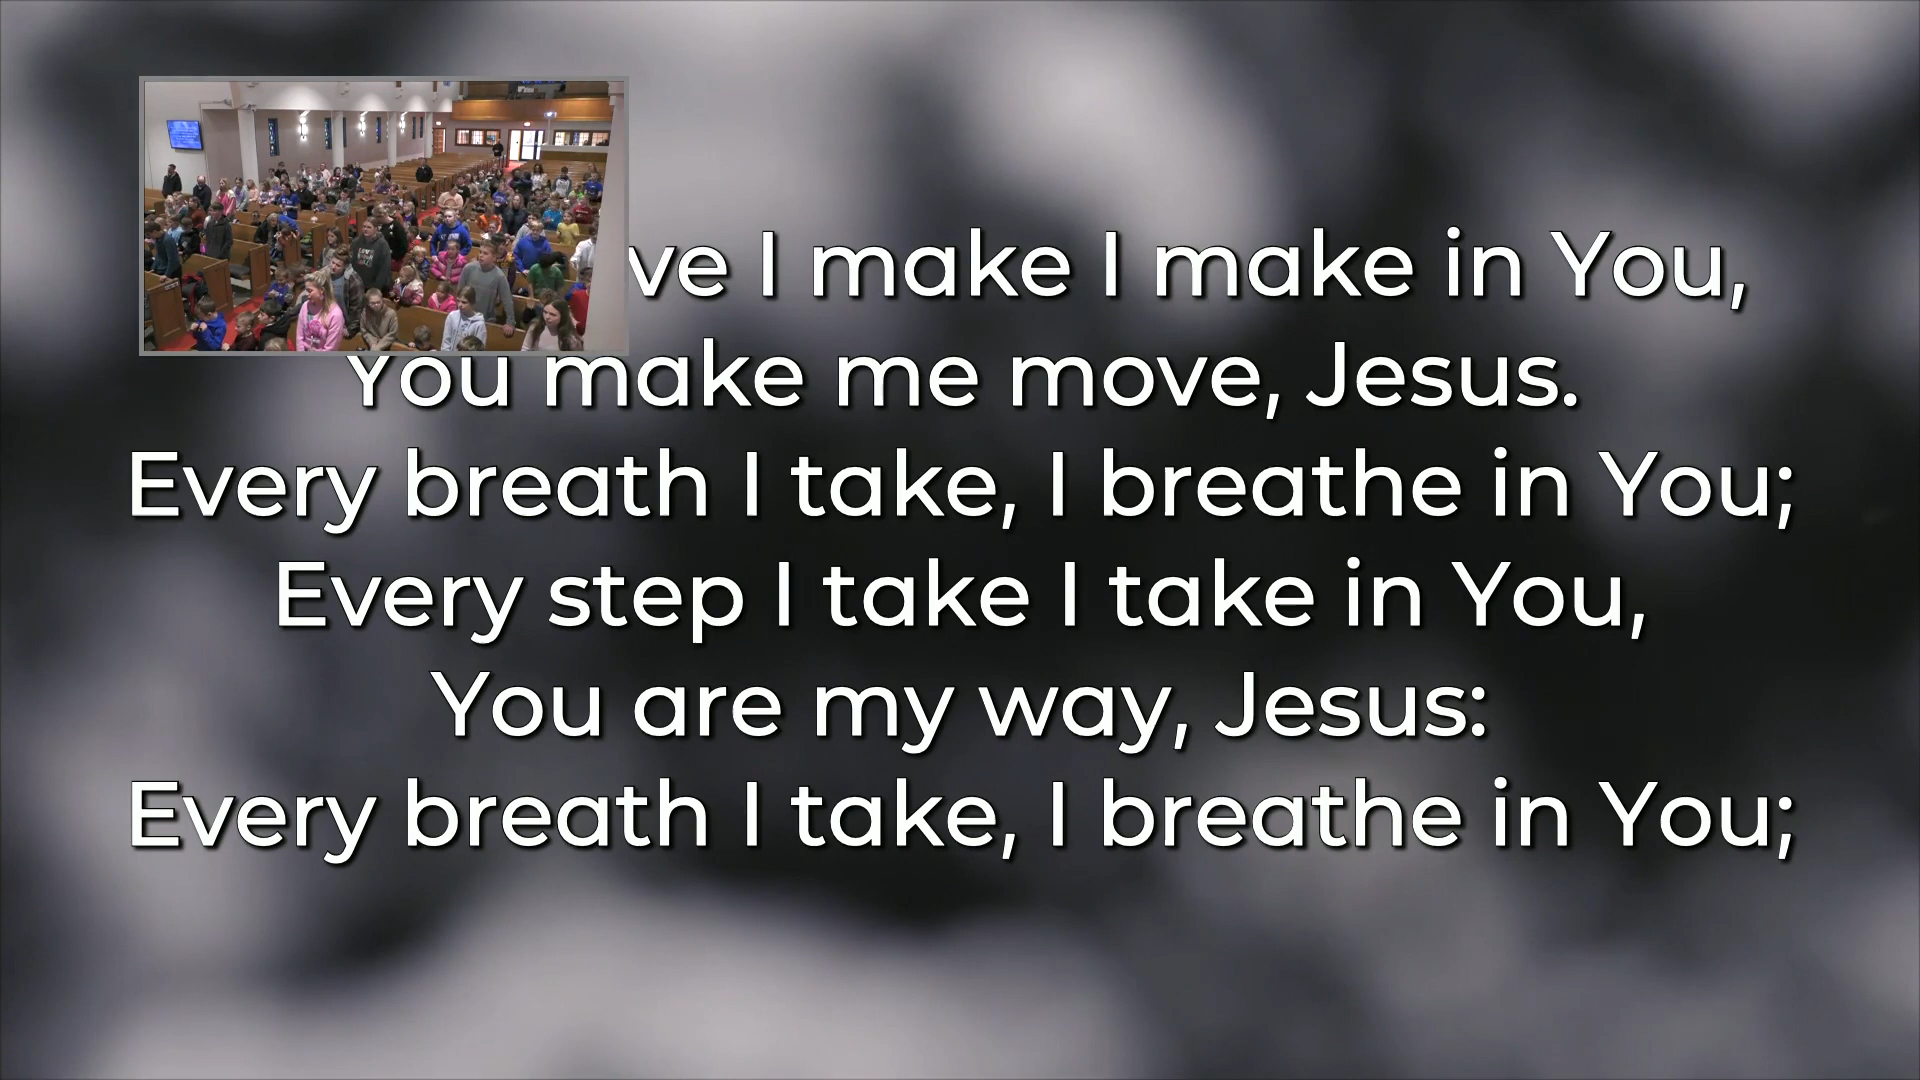 ve I make I make in You,
You make me move, Jesus.
Every breath I take, I breathe in You;
Every step I take I take in You,
You are my way, Jesus:
Every breath I take, I breathe in You;